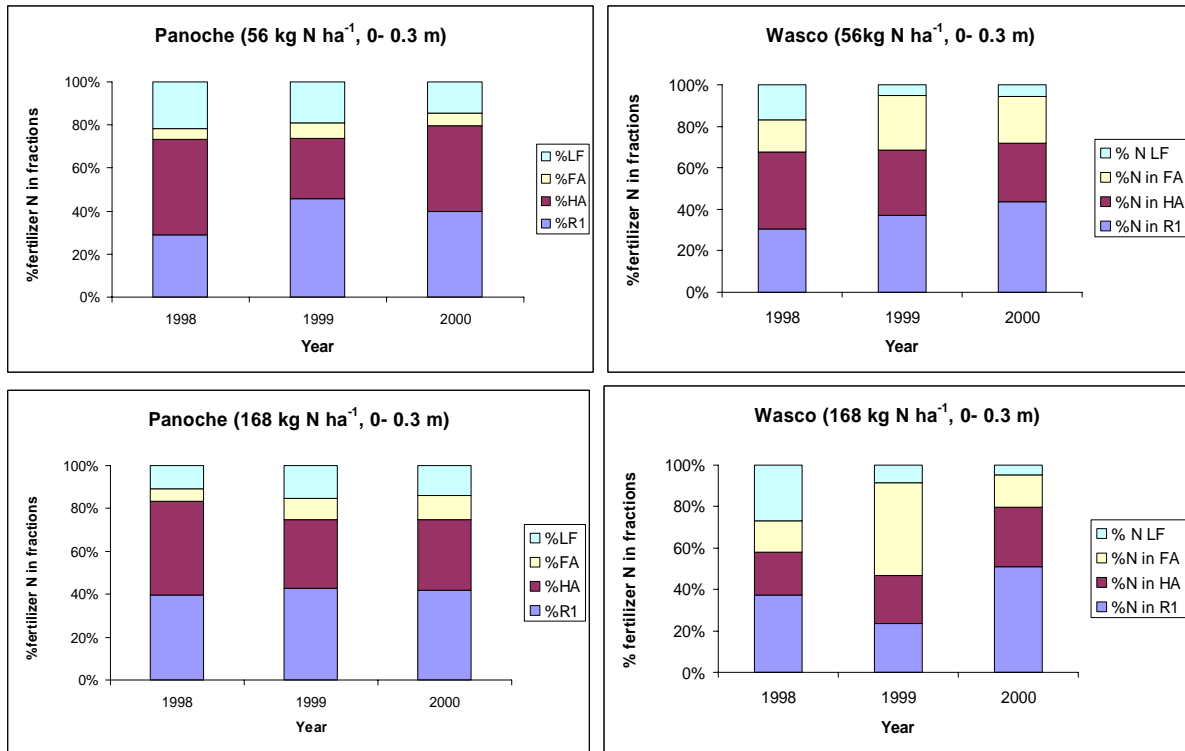 Panoche (56 kg N ha-1, 0- 0.3 m)
%fertilizer N in fractions
100%
80%
60%
40%
20%
0%
1998 1999 2000
Year
%LF
%FA
%HA
%R1
Wasco (56kg N ha-1, 0- 0.3 m)
%fertilizer N in fractions
100%
80%
60%
40%
20%
0%
1998 1999 2000
Year
% N LF
%N in FA
%N in HA
%N in R1
Panoche (168 kg N ha-1, 0- 0.3 m)
%fertilizer N in fractions
100%
80%
60%
40%
20%
0%
1998 1999 2000
Year
%LF
%FA
%HA
%R1
Wasco (168 kg N ha-1, 0- 0.3 m)
% fertilizer N in fractions
100%
80%
60%
40%
20%
0%
1998 1999 2000
Year
% N LF
%N in FA
%N in HA
%N in R1